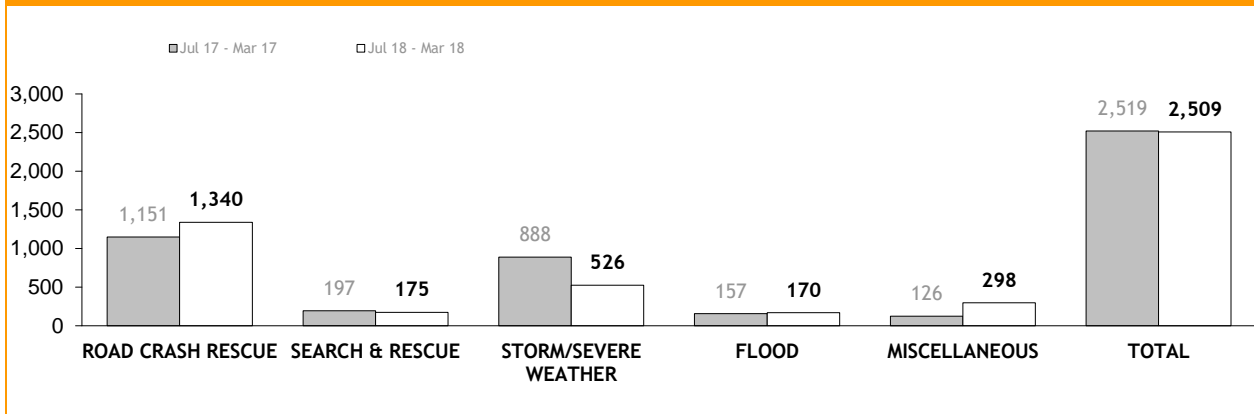 Jul 17 - Mar 17 Jul 18 - Mar 18
3,000
2,500
2,000
1,500
1,000
500
0
1,151 1,340 197 175 888 526 157 170 126 298 2,519 2,509
ROAD CRASH RESCUE SEARCH & RESCUE STORM/SEVERE FLOOD MISCELLANEOUS TOTAL
WEATHER